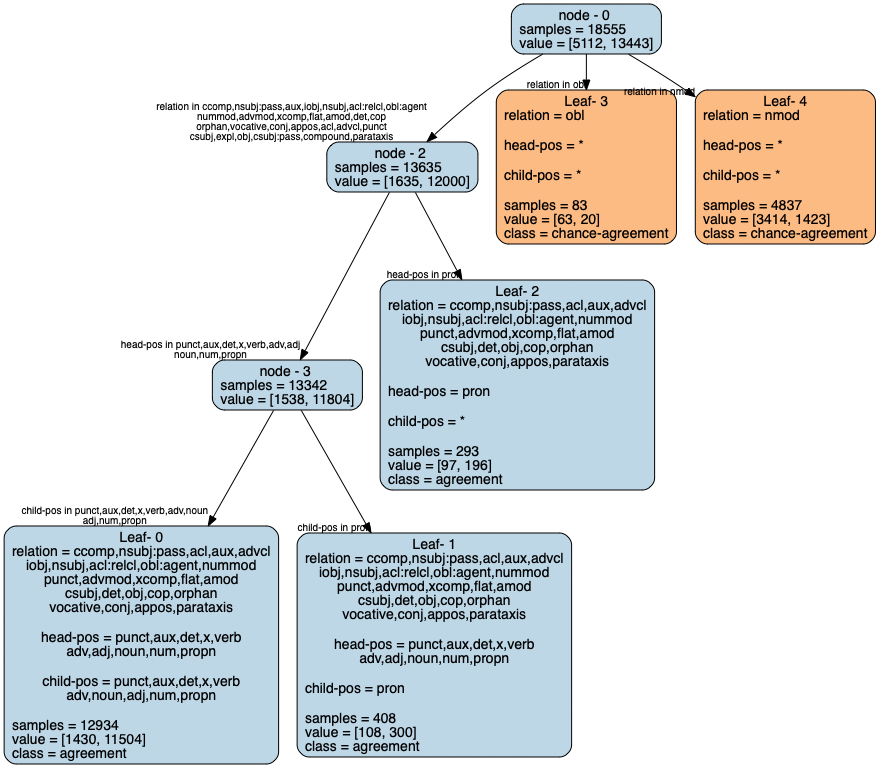 node - 0
samples = 18555
value = [5112, 13443]
relation in ccomp,nsubj:pass,aux,iobj,nsubj,acl:relcl,obl:agent
nummod,advmod,xcomp,flat,amod,det,cop
orphan,vocative,conj,appos,acl,advcl,punct
csubj,expl,obj,csubj:pass,compound,parataxis
relation in obl
relation in nmod
node - 2
samples = 13635
value = [1635, 12000]
Leaf- 3
relation = obl
head-pos = *
child-pos = *
samples = 83
value = [63, 20]
class = chance-agreement
Leaf- 4
relation = nmod
head-pos = *
child-pos = *
samples = 4837
value = [3414, 1423]
class = chance-agreement
head-pos in punct,aux,det,x,verb,adv,adj
noun,num,propn
head-pos in pron
node - 3
samples = 13342
value = [1538, 11804]
Leaf- 2
relation = ccomp,nsubj:pass,acl,aux,advcl
iobj,nsubj,acl:relcl,obl:agent,nummod
punct,advmod,xcomp,flat,amod
csubj,det,obj,cop,orphan
vocative,conj,appos,parataxis
head-pos = pron
child-pos = *
samples = 293
value = [97, 196]
class = agreement
child-pos in punct,aux,det,x,verb,adv,noun
adj,num,propn
child-pos in pron
Leaf- 0
relation = ccomp,nsubj:pass,acl,aux,advcl
iobj,nsubj,acl:relcl,obl:agent,nummod
punct,advmod,xcomp,flat,amod
csubj,det,obj,cop,orphan
vocative,conj,appos,parataxis
head-pos = punct,aux,det,x,verb
adv,adj,noun,num,propn
child-pos = punct,aux,det,x,verb
adv,noun,adj,num,propn
samples = 12934
value = [1430, 11504]
class = agreement
Leaf- 1
relation = ccomp,nsubj:pass,acl,aux,advcl
iobj,nsubj,acl:relcl,obl:agent,nummod
punct,advmod,xcomp,flat,amod
csubj,det,obj,cop,orphan
vocative,conj,appos,parataxis
head-pos = punct,aux,det,x,verb
adv,adj,noun,num,propn
child-pos = pron
samples = 408
value = [108, 300]
class = agreement